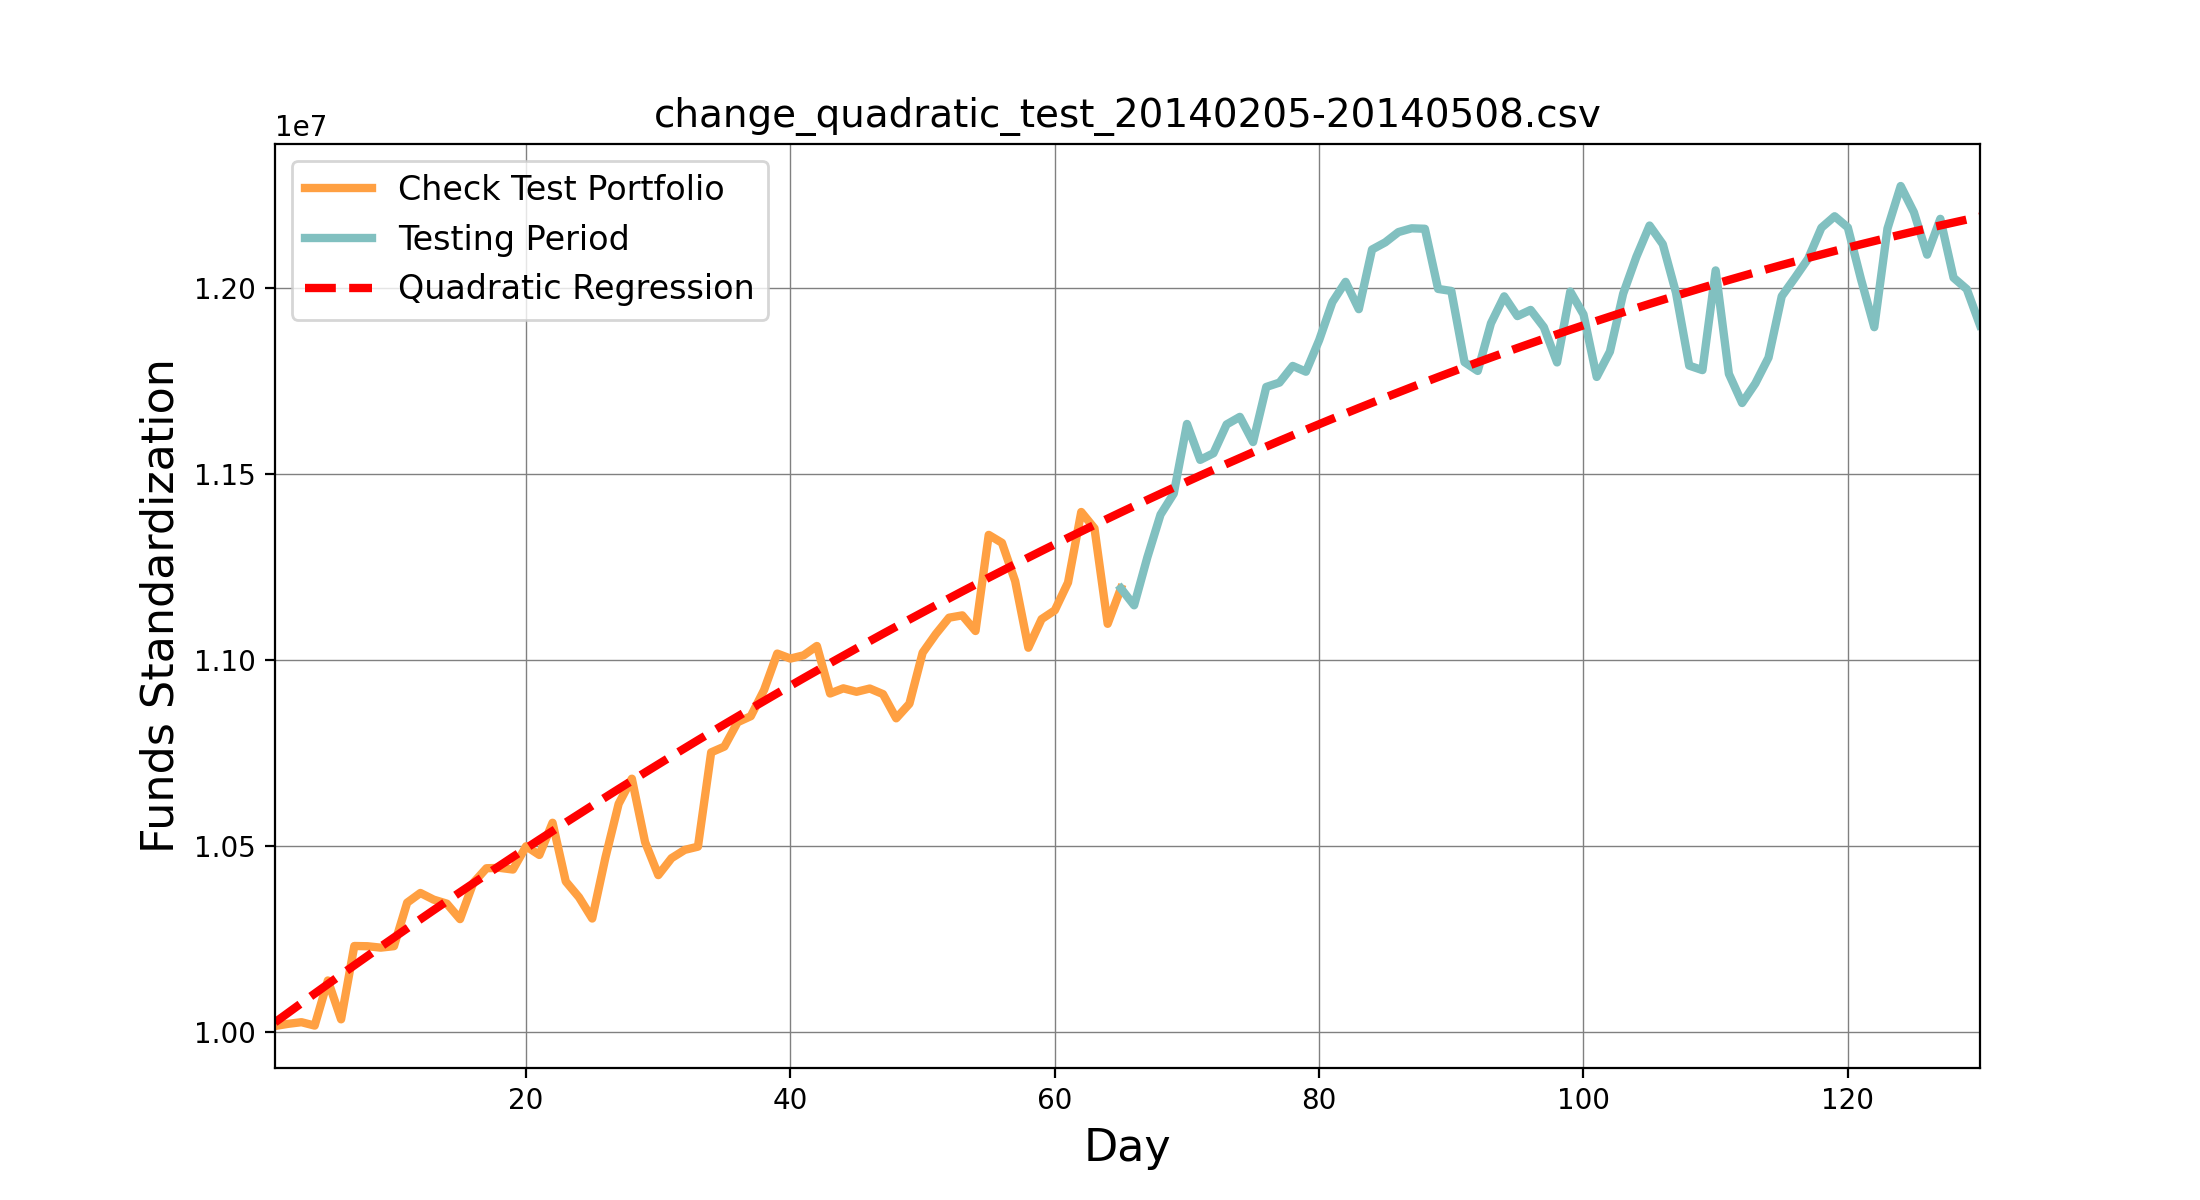 change_quadratic_test_20140205-20140508.csv
1e7
Check Test Portfolio
Testing Period
Quadratic Regression
1.20
1.15
1.10
1.05
1.00
Funds Standardization
20 40 60 80 100 120
Day